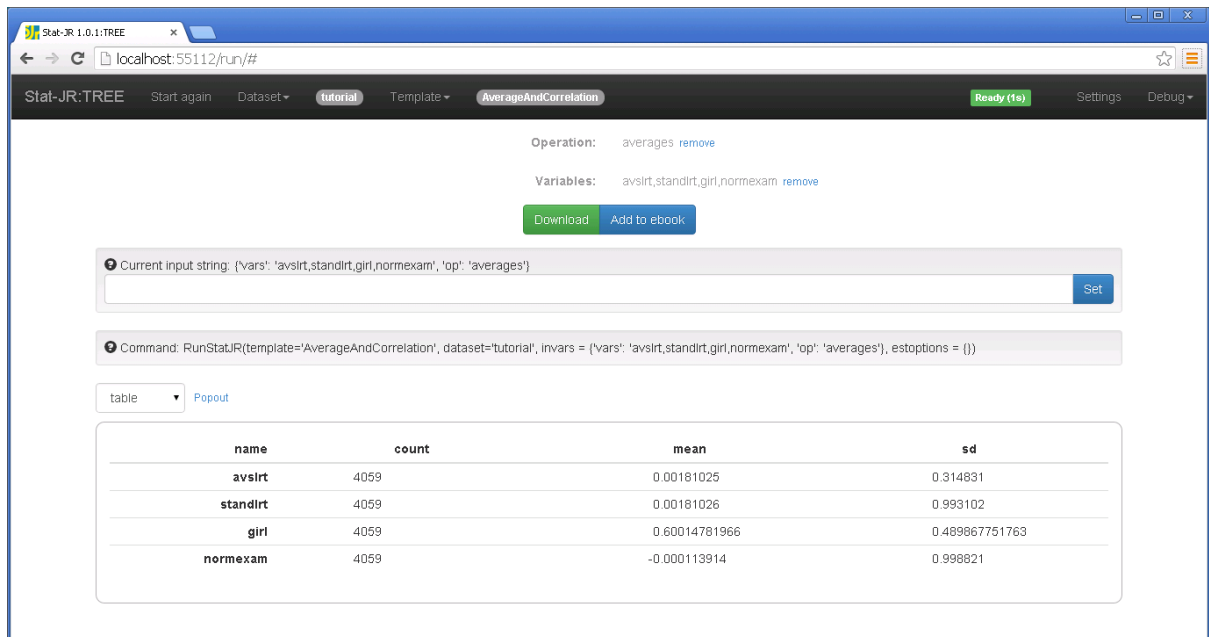 Stat-JR 1.0.1:TREE ×
localhost:55112/run/#
Stat-JR:TREE Start again Dataset tutorial Template AverageAndCorrelation Ready (1s) Settings Debug
Operation: averages remove
Variables: avslrt,standlrt,girl,normexam remove
Download Add to ebook
Current input string: {'vars': 'avslrt,standlrt,girl,normexam', 'op': 'averages'}
Set
Command: RunStatJR(template='AverageAndCorrelation', dataset='tutorial', invars = {'vars': 'avslrt,standlrt,girl,normexam', 'op': 'averages'}, estoptions = {})
table Popout
name count mean sd
avslrt 4059 0.00181025 0.314831
standlrt 4059 0.00181026 0.993102
girl 4059 0.60014781966 0.489867751763
normexam 4059 -0.000113914 0.998821